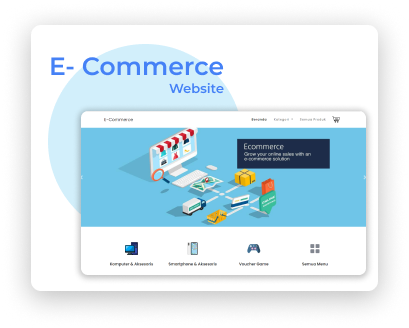 E- Commerce
Website
E-Commerce
Beranda Kategori Semua Produk
Ecommerce
Grow your online sales with an
e-commerce solution
Komputer & Aksesoris Smartphone & Aksesoris Voucher Game Semua Menu